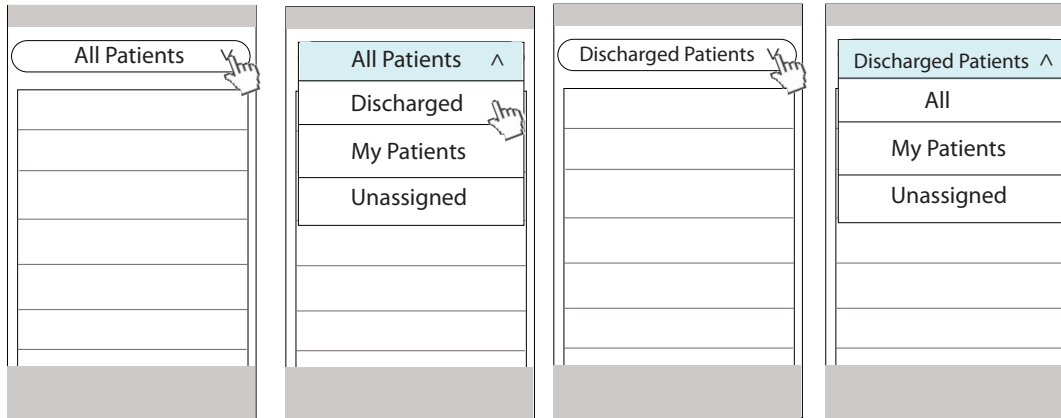 All Patients
All Patients
Discharged
My Patients
Unassigned
Discharged Patients
Discharged Patients
All
My Patients
Unassigned